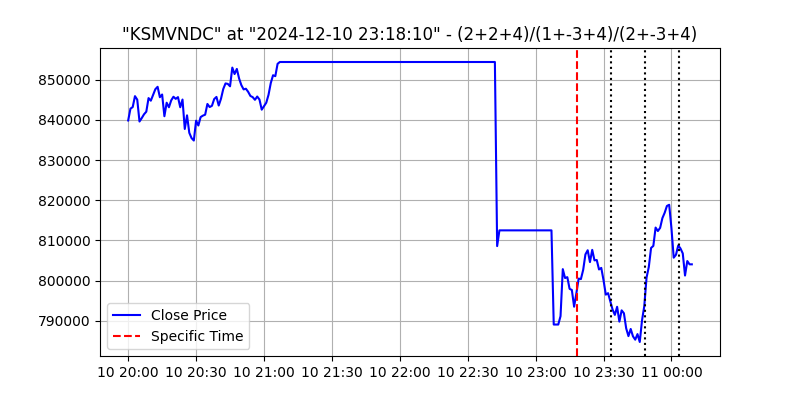 "KSMVNDC" at "2024-12-10 23:18:10" - (2+2+4)/(1+-3+4)/(2+-3+4)
850000
840000
830000
820000
810000
800000
790000
Close Price
Specific Time
10 20:00 10 20:30 10 21:00 10 21:30 10 22:00 10 22:30 10 23:00 10 23:30 11 00:00